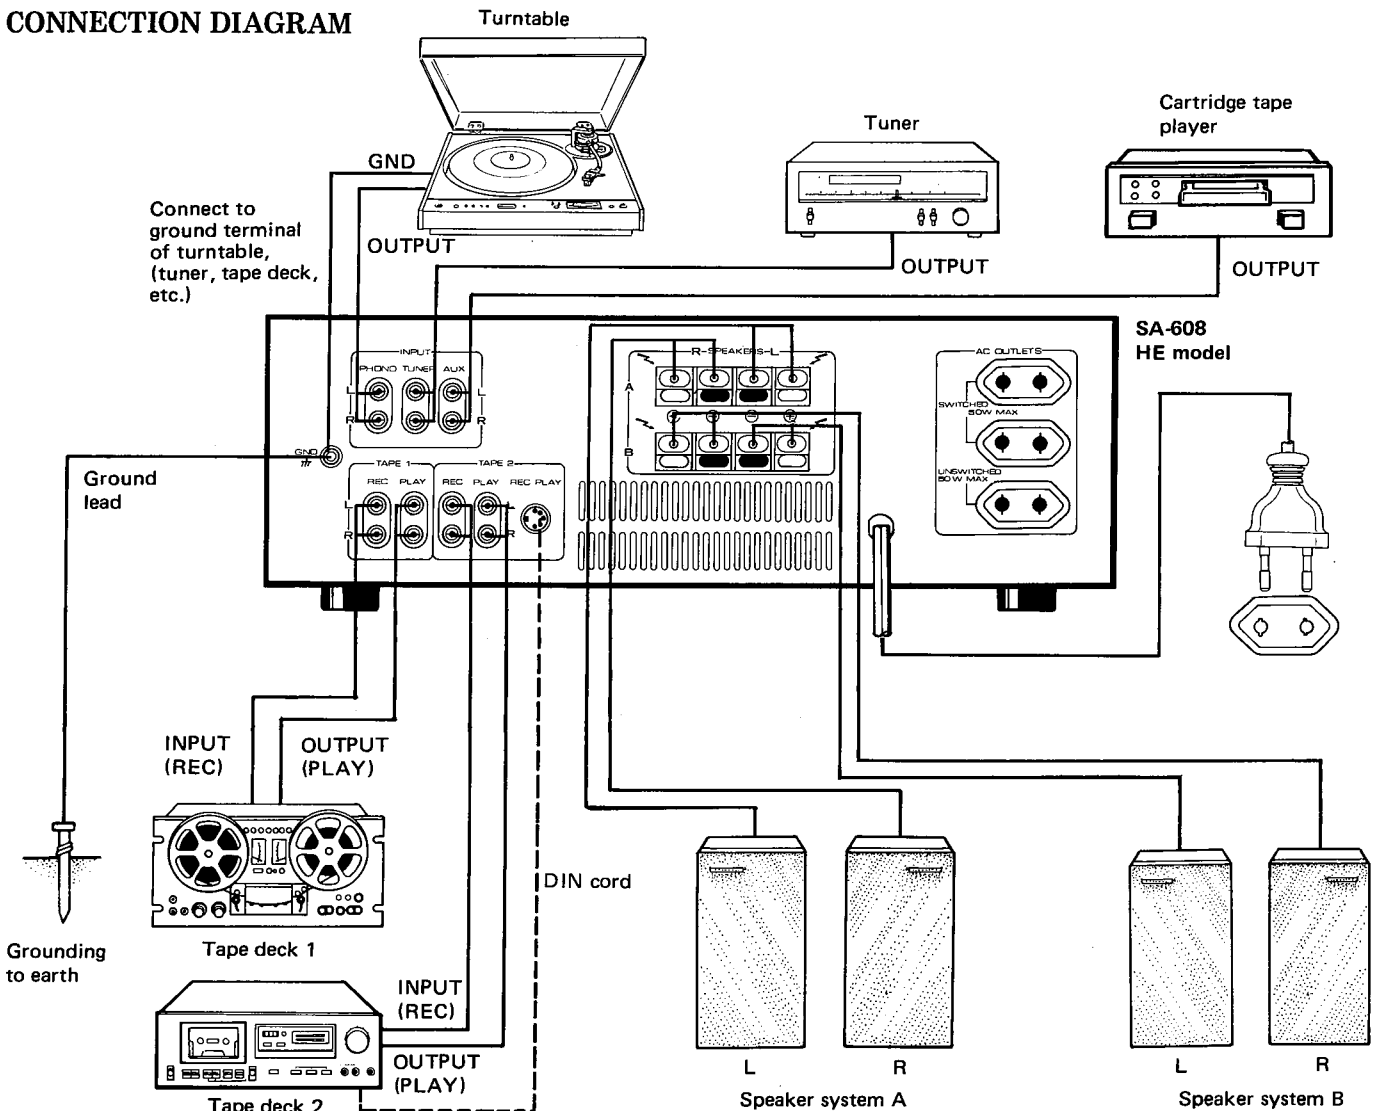 CONNECTION DIAGRAM
Turntable
Cartridge tape
player
Tuner
GND
Connect to
ground terminal
of turntable,
(tuner, tape deck,
etc.)
OUTPUT
OUTPUT
OUTPUT
SA-608
HE model
INPUT
PHONO TUNER AUX
L L
R R
R-SPEAKERS-L
A
B
AC OUTLETS
SWITCHED
50W MAX
UNSWITCHED
50W MAX
GND
Ground
lead
TAPE 1 TAPE 2
REC PLAY REC PLAY REC PLAY
L L
R R
INPUT
(REC)
OUTPUT
(PLAY)
DIN cord
Tape deck 1
Grounding
to earth
INPUT
(REC)
OUTPUT
(PLAY)
Tape deck 2
L R
Speaker system A
L R
Speaker system B